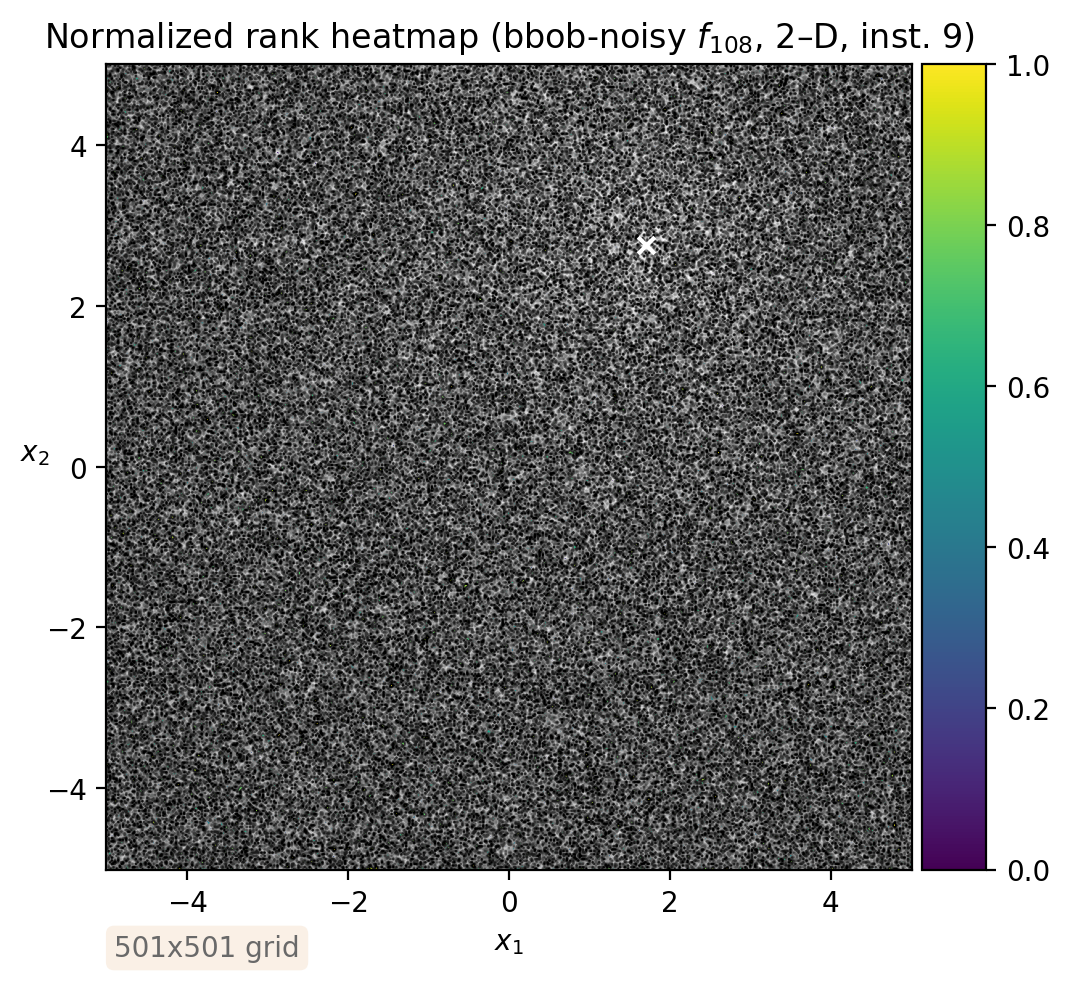 Normalized rank heatmap (bbob-noisy f₁₀₈, 2–D, inst. 9)
1.0
0.8
0.6
0.4
0.2
0.0
4
2
0
−2
−4
x₂
−4 −2 0 2 4
x₁
501x501 grid